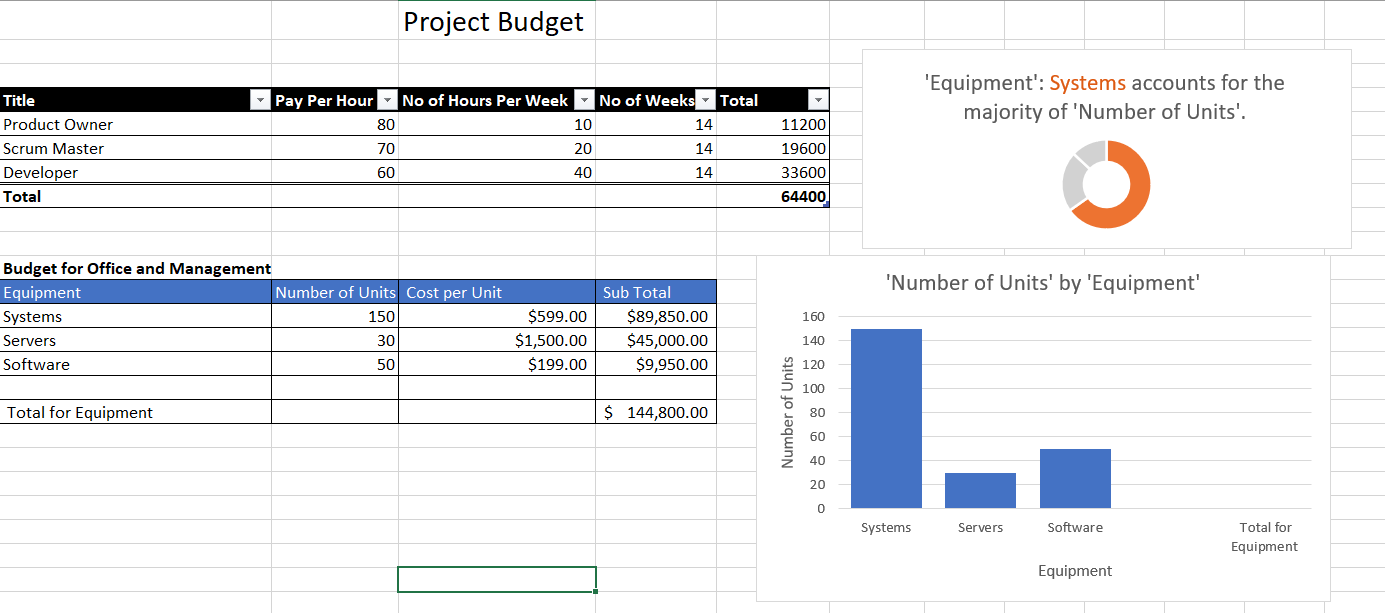 Project Budget
Title Pay Per Hour No of Hours Per Week No of Weeks Total
Product Owner 80 10 14 11200
Scrum Master 70 20 14 19600
Developer 60 40 14 33600
Total 64400
Budget for Office and Management
Equipment Number of Units Cost per Unit Sub Total
Systems 150 $599.00 $89,850.00
Servers 30 $1,500.00 $45,000.00
Software 50 $199.00 $9,950.00
Total for Equipment $ 144,800.00
'Equipment': Systems accounts for the
majority of 'Number of Units'.
'Number of Units' by 'Equipment'
Number of Units
160
140
120
100
80
60
40
20
0
Systems Servers Software Total for
Equipment
Equipment